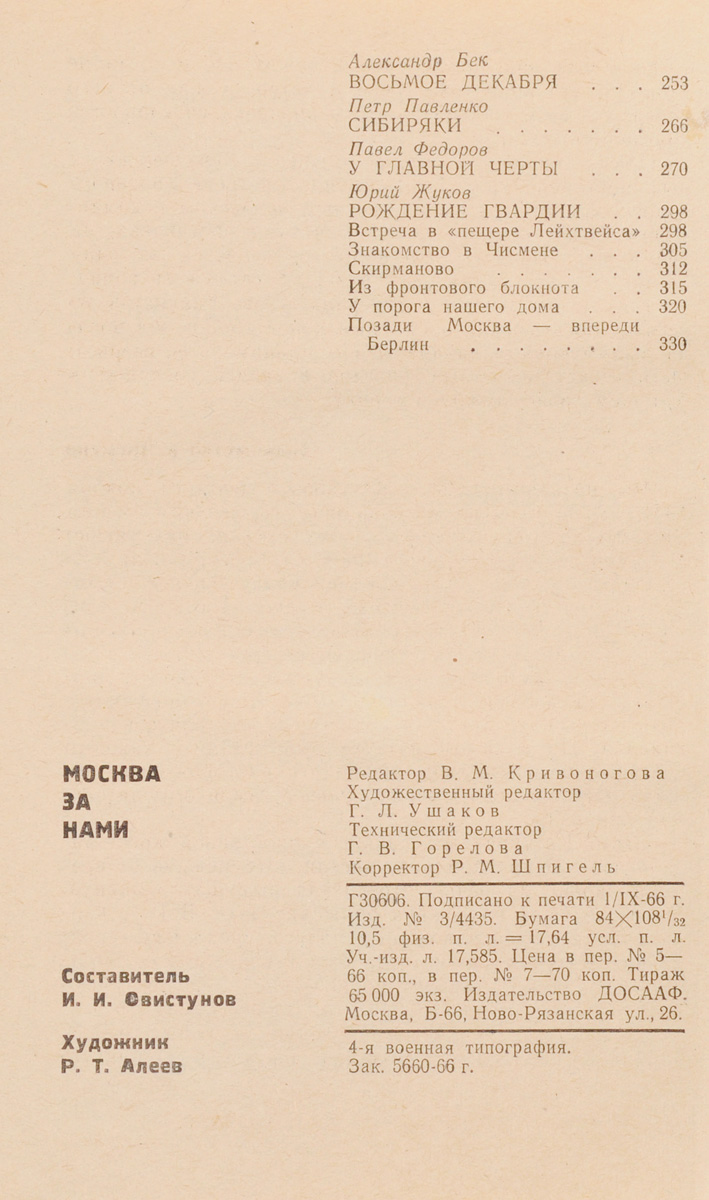 Александр Бек
ВОСЬМОЕ ДЕКАБРЯ . . . 253
Петр Павленко
СИБИРЯКИ . . . . . . . 266
Павел Федоров
У ГЛАВНОЙ ЧЕРТЫ . . . 270
Юрий Жуков
РОЖДЕНИЕ ГВАРДИИ . . 298
Встреча в «пещере Лейхтвейса» 298
Знакомство в Чисмене . . . 305
Скирманово . . . . . . . 312
Из фронтового блокнота . . 315
У порога нашего дома . . . 320
Позади Москва — впереди
Берлин . . . . . . . . 330
МОСКВА
ЗА
НАМИ
Составитель
И. И. Свистунов
Художник
Р. Т. Алеев
Редактор В. М. Кривоногова
Художественный редактор
Г. Л. Ушаков
Технический редактор
Г. В. Горелова
Корректор Р. М. Шпигель
Г30606. Подписано к печати 1/IX-66 г.
Изд. № 3/4435. Бумага 84×108¹/₃₂
10,5 физ. п. л. = 17,64 усл. п. л.
Уч.-изд. л. 17,585. Цена в пер. № 5—
66 коп., в пер. № 7—70 коп. Тираж
65 000 экз. Издательство ДОСААФ.
Москва, Б-66, Ново-Рязанская ул., 26.
4-я военная типография.
Зак. 5660-66 г.